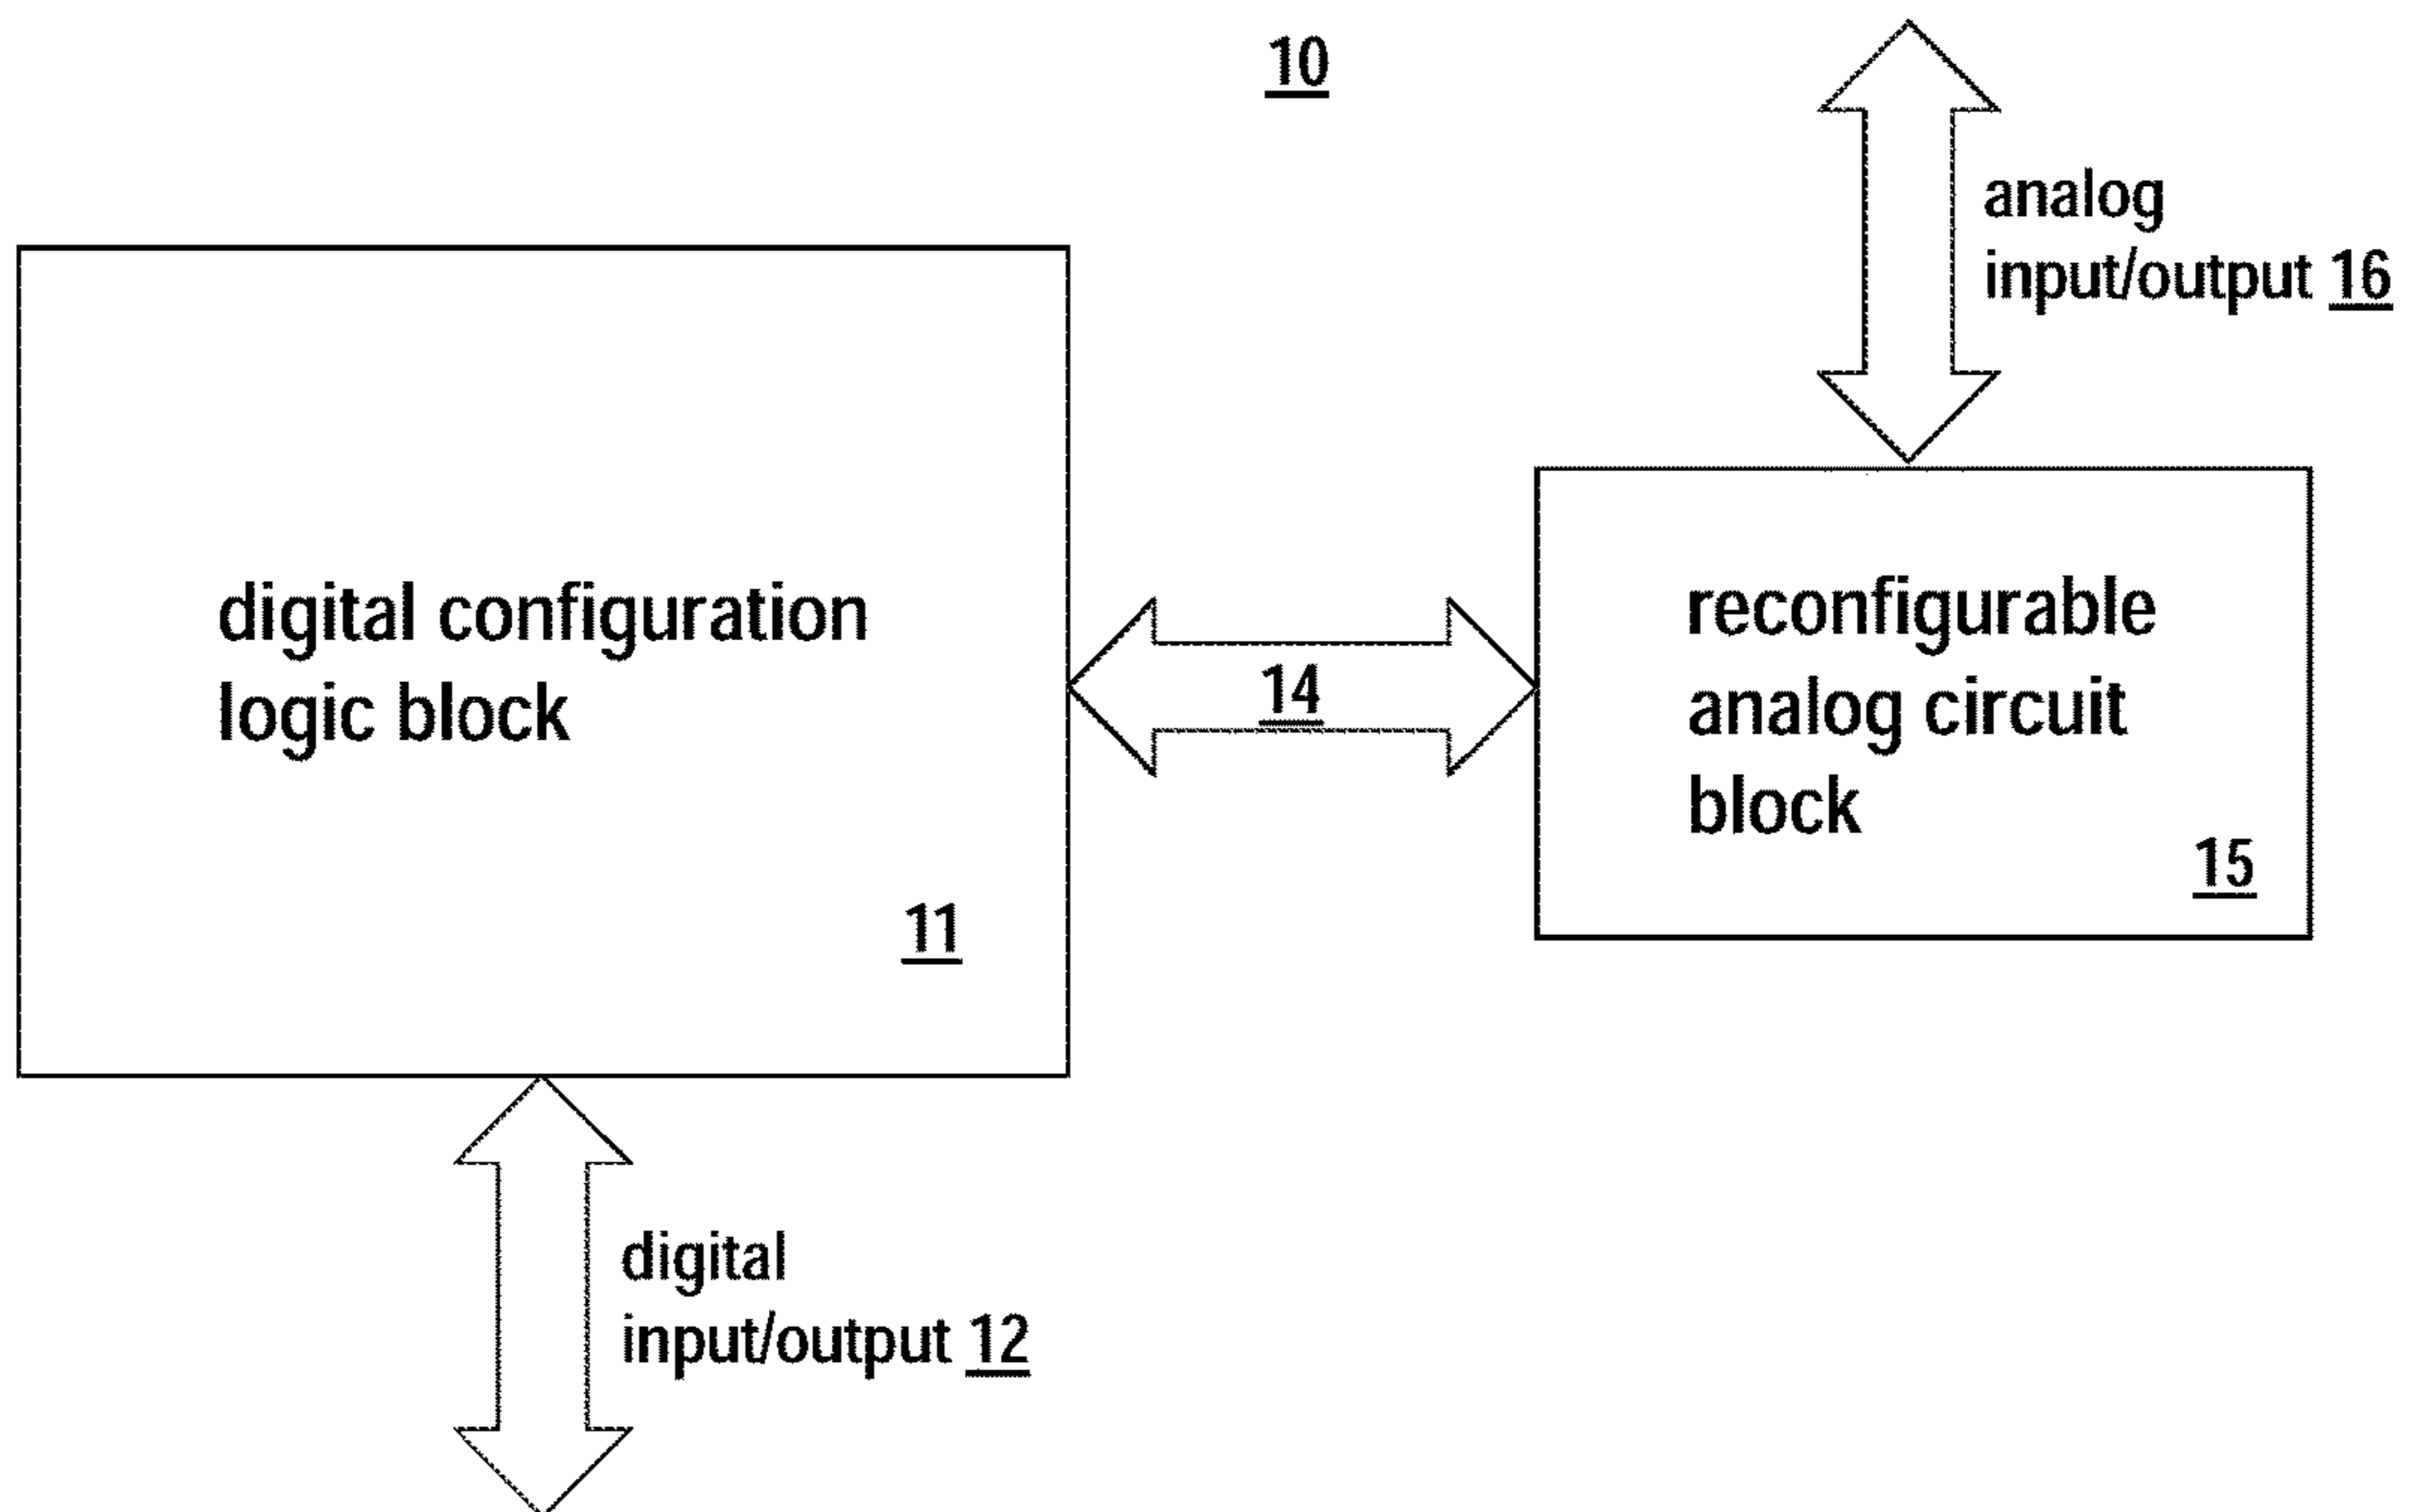 10
analog
input/output 16
digital configuration
logic block
11
14
reconfigurable
analog circuit
block
15
digital
input/output 12